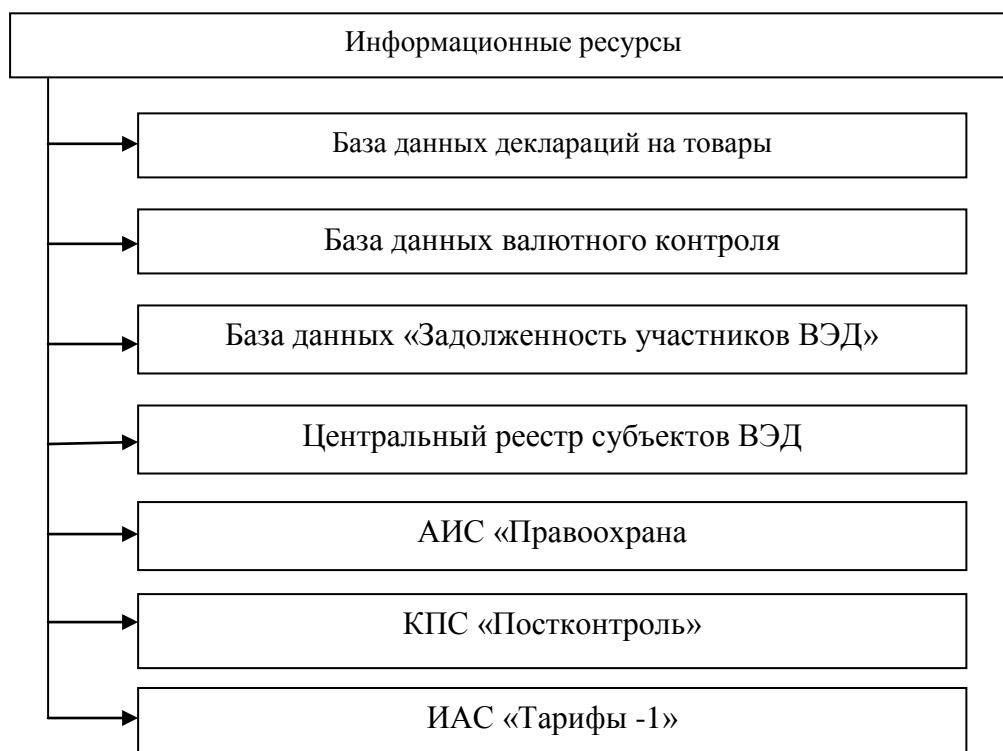 Информационные ресурсы
База данных деклараций на товары
База данных валютного контроля
База данных «Задолженность участников ВЭД»
Центральный реестр субъектов ВЭД
АИС «Правоохрана
КПС «Постконтроль»
ИАС «Тарифы -1»